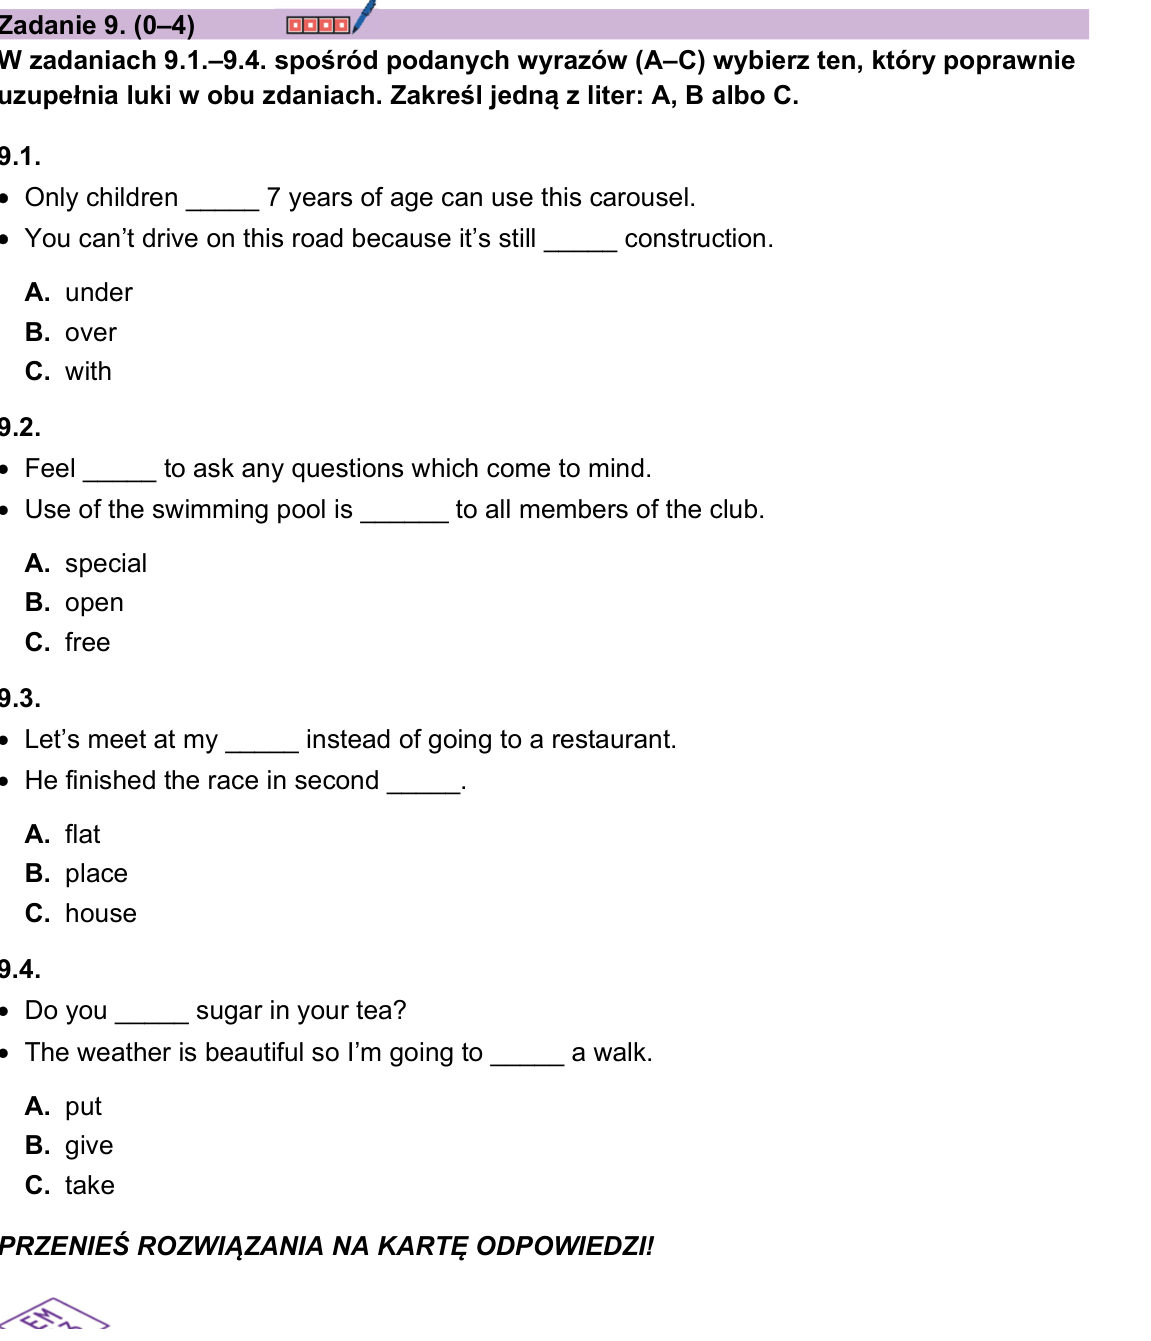 Zadanie 9. (0–4)
W zadaniach 9.1.–9.4. spośród podanych wyrazów (A–C) wybierz ten, który poprawnie
uzupełnia luki w obu zdaniach. Zakreśl jedną z liter: A, B albo C.
9.1.
• Only children _____ 7 years of age can use this carousel.
• You can’t drive on this road because it’s still _____ construction.
A. under
B. over
C. with
9.2.
• Feel _____ to ask any questions which come to mind.
• Use of the swimming pool is ______ to all members of the club.
A. special
B. open
C. free
9.3.
• Let’s meet at my _____ instead of going to a restaurant.
• He finished the race in second _____.
A. flat
B. place
C. house
9.4.
• Do you _____ sugar in your tea?
• The weather is beautiful so I’m going to _____ a walk.
A. put
B. give
C. take
PRZENIEŚ ROZWIĄZANIA NA KARTĘ ODPOWIEDZI!